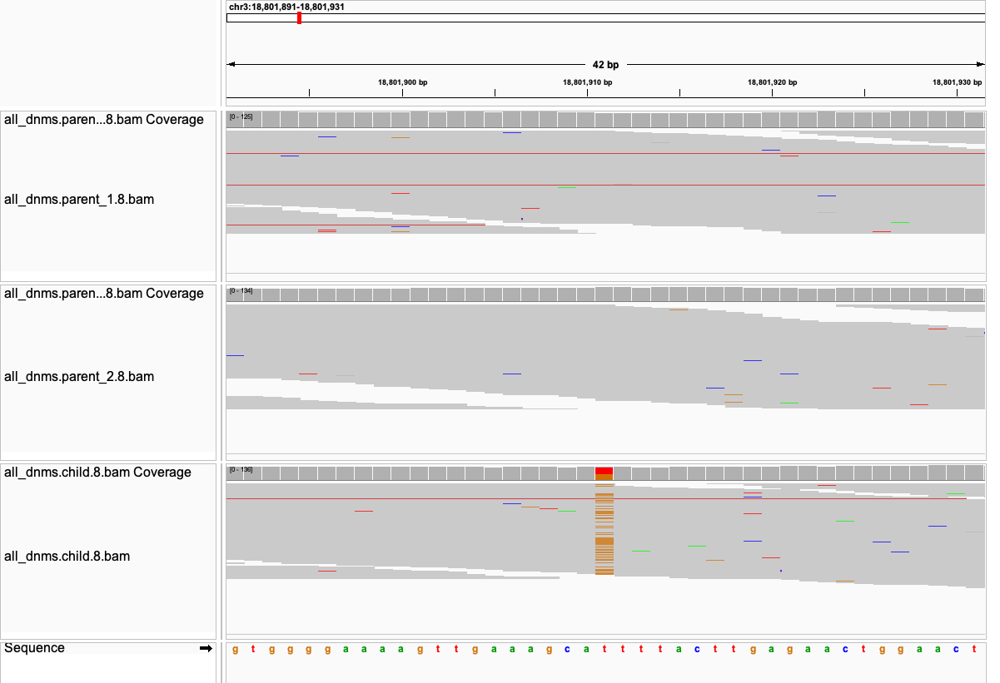 chr3:18,801,891-18,801,931
42 bp
18,801,900 bp 18,801,910 bp 18,801,920 bp 18,801,930 bp
all_dnms.paren...8.bam Coverage
[0 - 125]
all_dnms.parent_1.8.bam
all_dnms.paren...8.bam Coverage
[0 - 134]
all_dnms.parent_2.8.bam
all_dnms.child.8.bam Coverage
[0 - 136]
all_dnms.child.8.bam
Sequence g t g g g g a a a a g t t g a a a g c a t t t t a c t t g a g a a c t g g a a c t